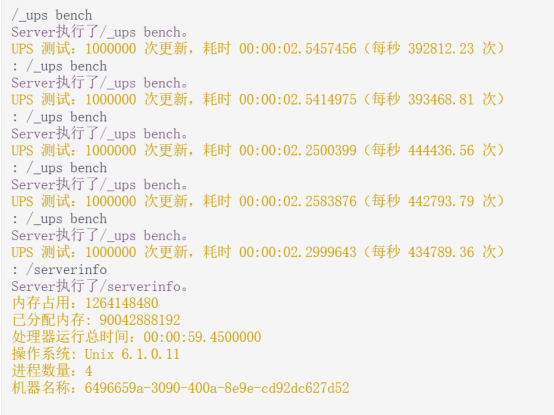 /_ups bench
Server执行了/_ups bench。
UPS 测试：1000000 次更新，耗时 00:00:02.5457456（每秒 392812.23 次）
: /_ups bench
Server执行了/_ups bench。
UPS 测试：1000000 次更新，耗时 00:00:02.5414975（每秒 393468.81 次）
: /_ups bench
Server执行了/_ups bench。
UPS 测试：1000000 次更新，耗时 00:00:02.2500399（每秒 444436.56 次）
: /_ups bench
Server执行了/_ups bench。
UPS 测试：1000000 次更新，耗时 00:00:02.2583876（每秒 442793.79 次）
: /_ups bench
Server执行了/_ups bench。
UPS 测试：1000000 次更新，耗时 00:00:02.2999643（每秒 434789.36 次）
: /serverinfo
Server执行了/serverinfo。
内存占用：1264148480
已分配内存：90042888192
处理器运行总时间：00:00:59.4500000
操作系统：Unix 6.1.0.11
进程数量：4
机器名称：6496659a-3090-400a-8e9e-cd92dc627d52